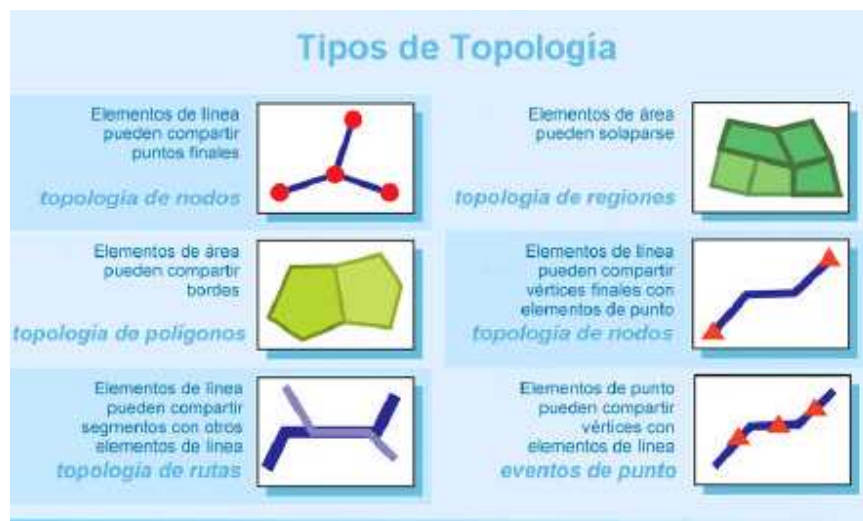 Tipos de Topología
Elementos de línea
pueden compartir
puntos finales
topología de nodos
Elementos de área
pueden compartir
bordes
topología de polígonos
Elementos de línea
pueden compartir
segmentos con otros
elementos de línea
topología de rutas
Elementos de área
pueden solaparse
topología de regiones
Elementos de línea
pueden compartir
vértices finales con
elementos de punto
topología de nodos
Elementos de punto
pueden compartir
vértices con
elementos de línea
eventos de punto